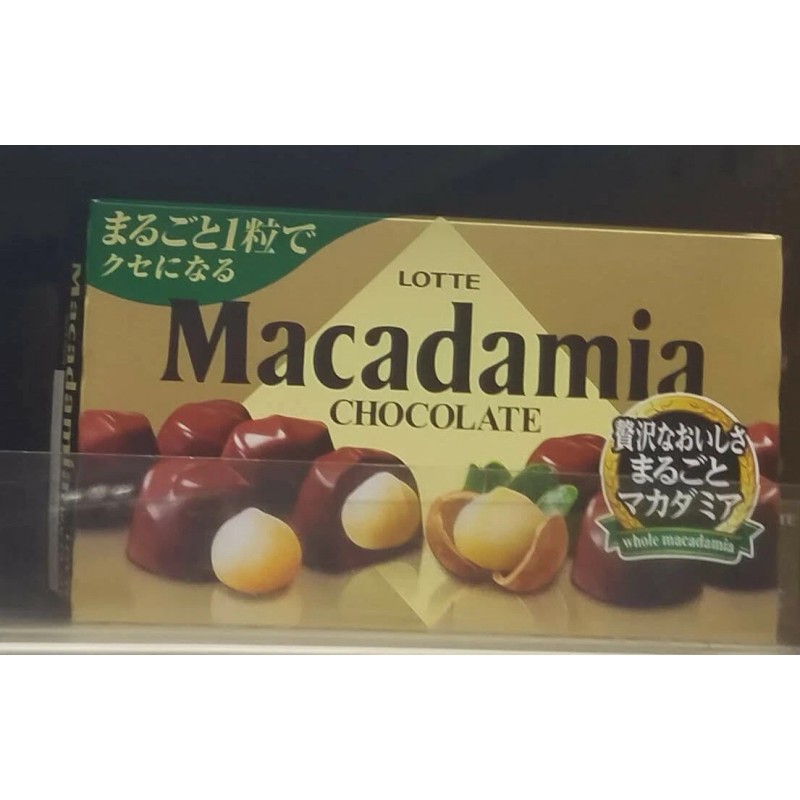 まるごと1粒で
クセになる
LOTTE
Macadamia
CHOCOLATE
贅沢なおいしさ
まるごと
マカダミア
whole macadamia
Macadamia